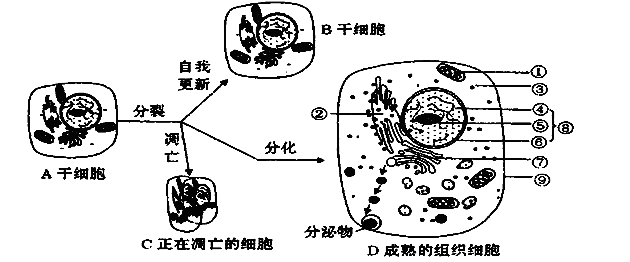 B 干细胞
自我
更新
分裂
凋
亡
分化
A 干细胞
C 正在凋亡的细胞
分泌物
D 成熟的组织细胞
①
②
③
④
⑤
⑥
⑧
⑦
⑨